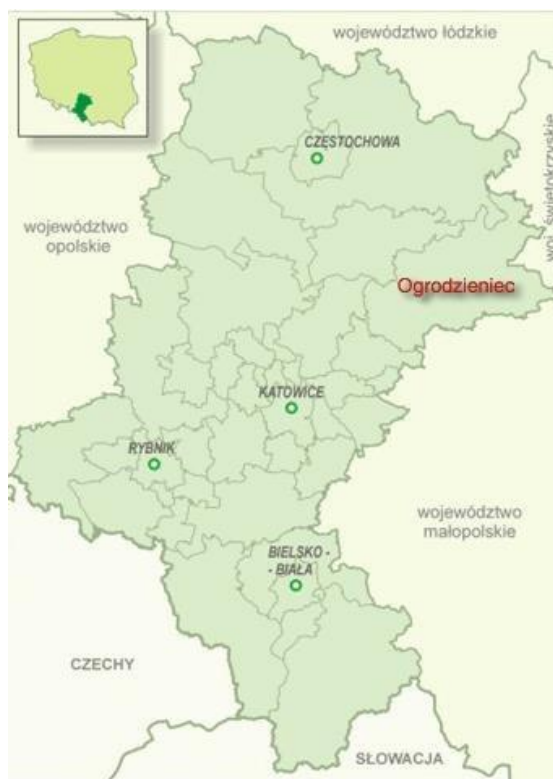 województwo łódzkie
CZĘSTOCHOWA
woj. świętokrzyskie
województwo
opolskie
Ogrodzieniec
KATOWICE
RYBNIK
województwo
małopolskie
BIELSKO -
- BIAŁA
CZECHY
SŁOWACJA